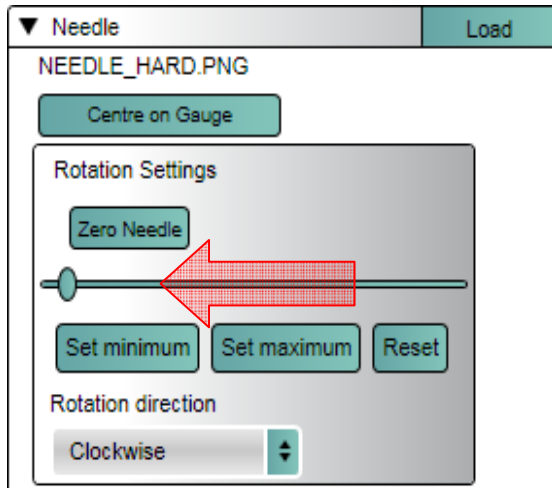 Needle Load
NEEDLE_HARD.PNG
Centre on Gauge
Rotation Settings
Zero Needle
Set minimum Set maximum Reset
Rotation direction
Clockwise